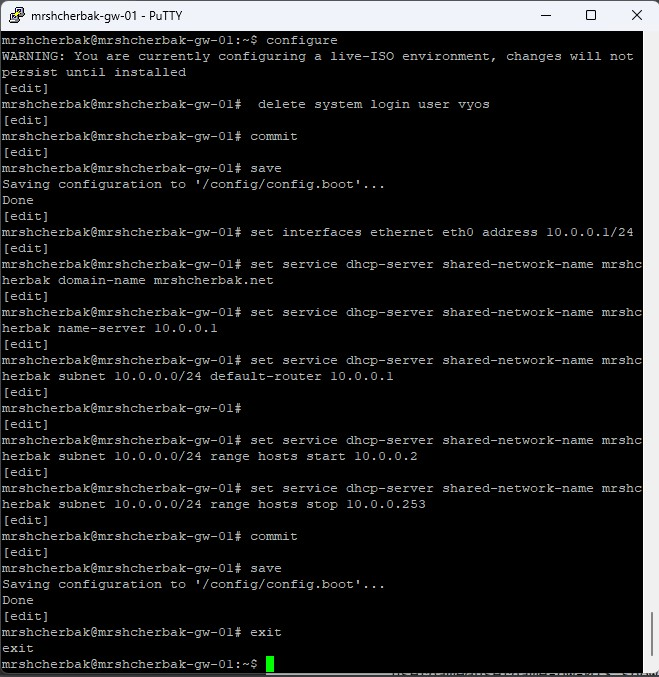 mrshcherbak@mrshcherbak-gw-01 - PuTTY
mrshcherbak@mrshcherbak-gw-01:~$ configure
WARNING: You are currently configuring a live-ISO environment, changes will not
persist until installed
[edit]
mrshcherbak@mrshcherbak-gw-01#  delete system login user vyos
[edit]
mrshcherbak@mrshcherbak-gw-01# commit
[edit]
mrshcherbak@mrshcherbak-gw-01# save
Saving configuration to '/config/config.boot'...
Done
[edit]
mrshcherbak@mrshcherbak-gw-01# set interfaces ethernet eth0 address 10.0.0.1/24
[edit]
mrshcherbak@mrshcherbak-gw-01# set service dhcp-server shared-network-name mrshc
herbak domain-name mrshcherbak.net
[edit]
mrshcherbak@mrshcherbak-gw-01# set service dhcp-server shared-network-name mrshc
herbak name-server 10.0.0.1
[edit]
mrshcherbak@mrshcherbak-gw-01# set service dhcp-server shared-network-name mrshc
herbak subnet 10.0.0.0/24 default-router 10.0.0.1
[edit]
mrshcherbak@mrshcherbak-gw-01#
[edit]
mrshcherbak@mrshcherbak-gw-01# set service dhcp-server shared-network-name mrshc
herbak subnet 10.0.0.0/24 range hosts start 10.0.0.2
[edit]
mrshcherbak@mrshcherbak-gw-01# set service dhcp-server shared-network-name mrshc
herbak subnet 10.0.0.0/24 range hosts stop 10.0.0.253
[edit]
mrshcherbak@mrshcherbak-gw-01# commit
[edit]
mrshcherbak@mrshcherbak-gw-01# save
Saving configuration to '/config/config.boot'...
Done
[edit]
mrshcherbak@mrshcherbak-gw-01# exit
exit
mrshcherbak@mrshcherbak-gw-01:~$